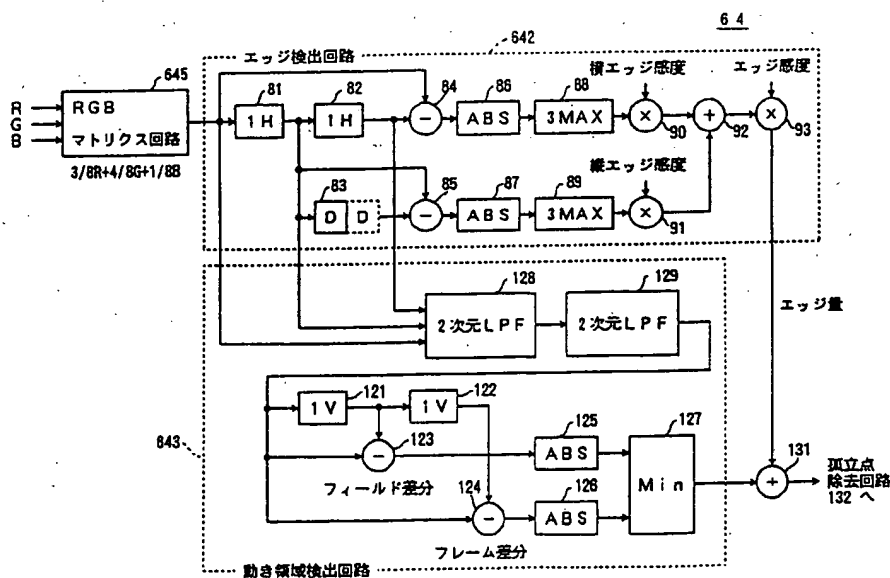 64
エッジ検出回路
642
645
R
G
B
RGB
マトリクス回路
3/8R+4/8G+1/8B
81
1H
82
1H
84
−
86
ABS
88
3MAX
横エッジ感度
×
90
+
92
エッジ感度
×
93
83
D
D
85
−
87
ABS
89
3MAX
縦エッジ感度
×
91
128
2次元LPF
129
2次元LPF
エッジ量
643
121
1V
122
1V
123
−
フィールド差分
124
−
フレーム差分
125
ABS
126
ABS
127
Min
131
+
孤立点
除去回路
132へ
動き領域検出回路